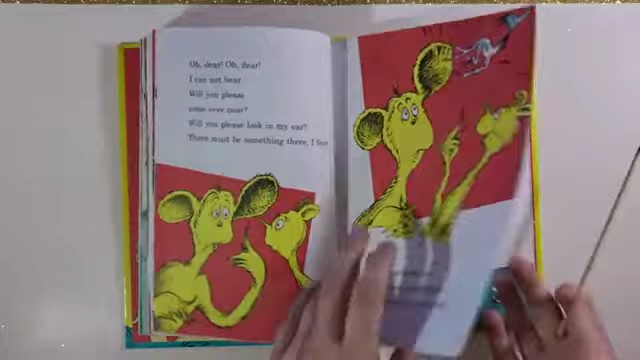 Oh, dear! Oh, dear!
I can not hear
Will you please
come over near?
Will you please look in my ear?
There must be something there, I fear